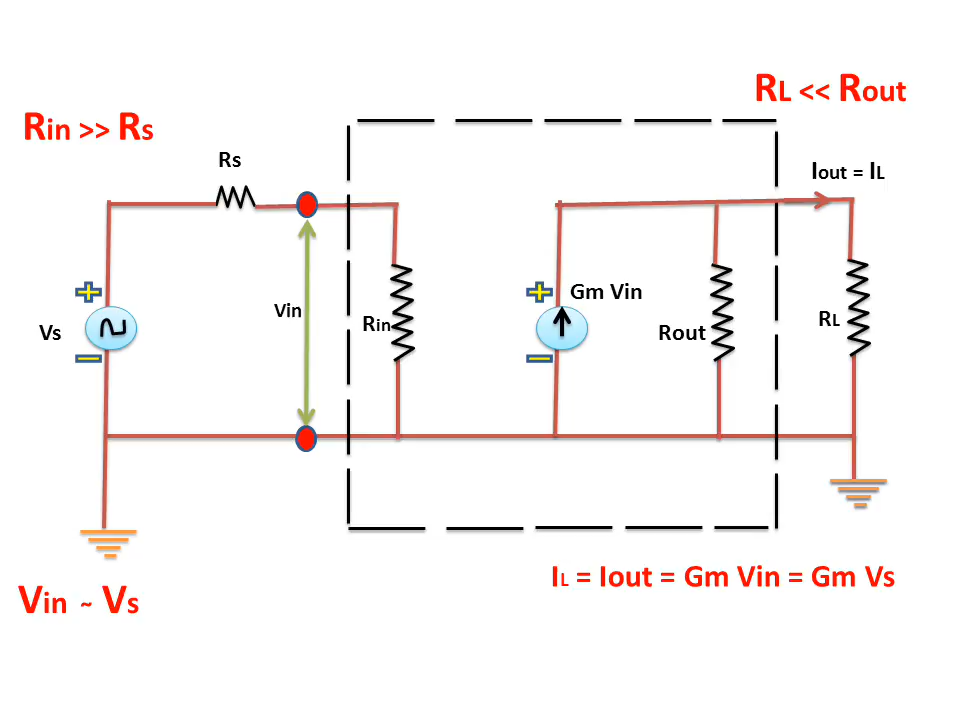 RL << Rout
Rin >> Rs
Rs
Iout = IL
+
+
Gm Vin
Vin
Rin
Vs
Rout
RL
−
−
IL = Iout = Gm Vin = Gm Vs
Vin ~ Vs